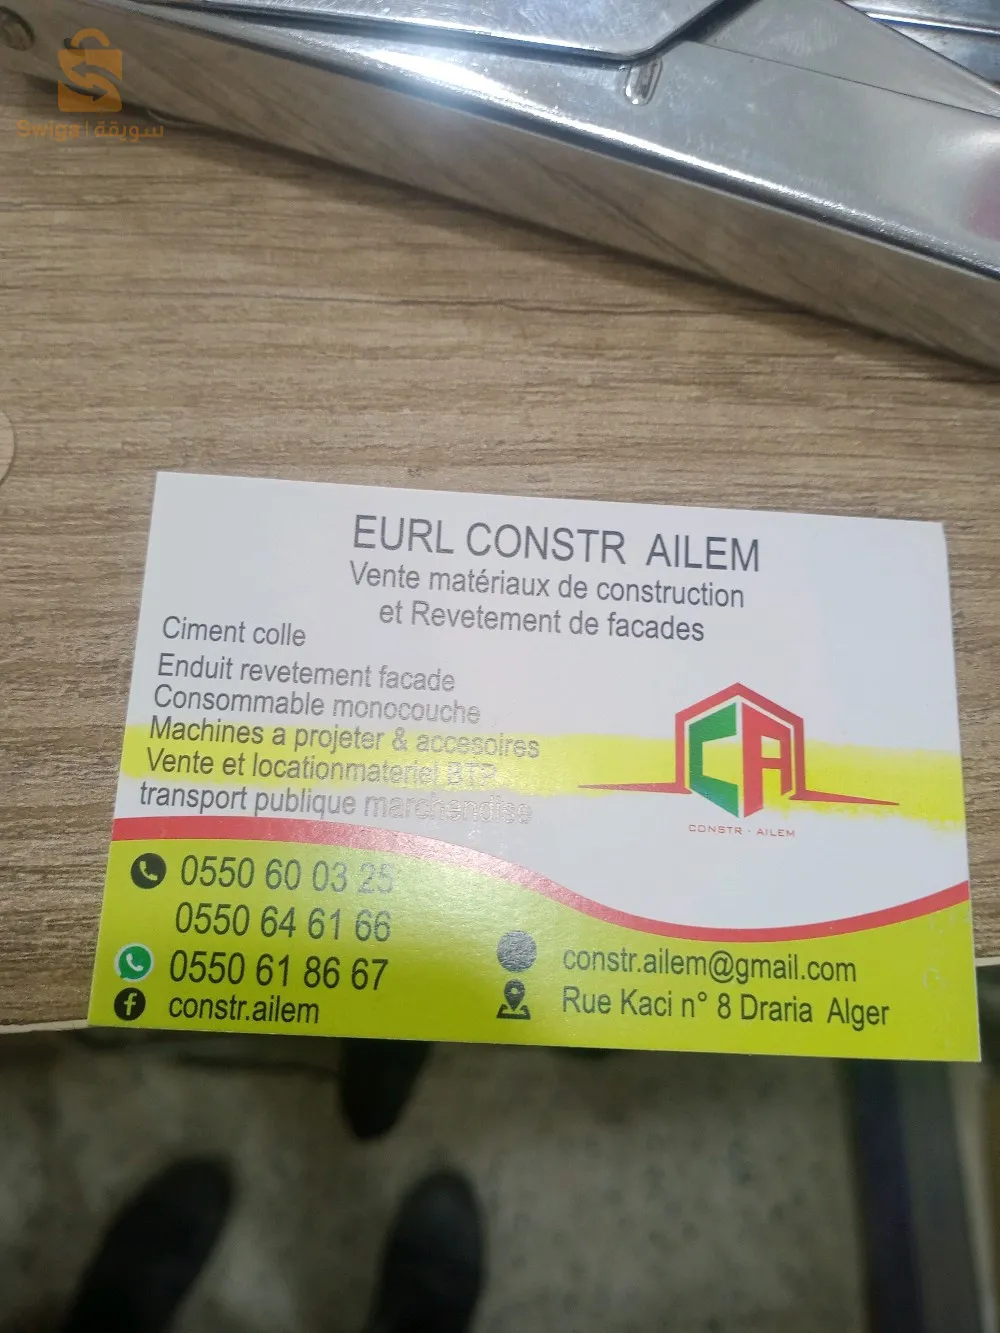 Swiga | سويقة
EURL CONSTR AILEM
Vente matériaux de construction
et Revetement de facades
Ciment colle
Enduit revetement facade
Consommable monocouche
Machines a projeter & accesoires
Vente et locationmateriel BTP
transport publique marchendise
CONSTR - AILEM
0550 60 03 25
0550 64 61 66
0550 61 86 67
constr.ailem
constr.ailem@gmail.com
Rue Kaci n° 8 Draria Alger